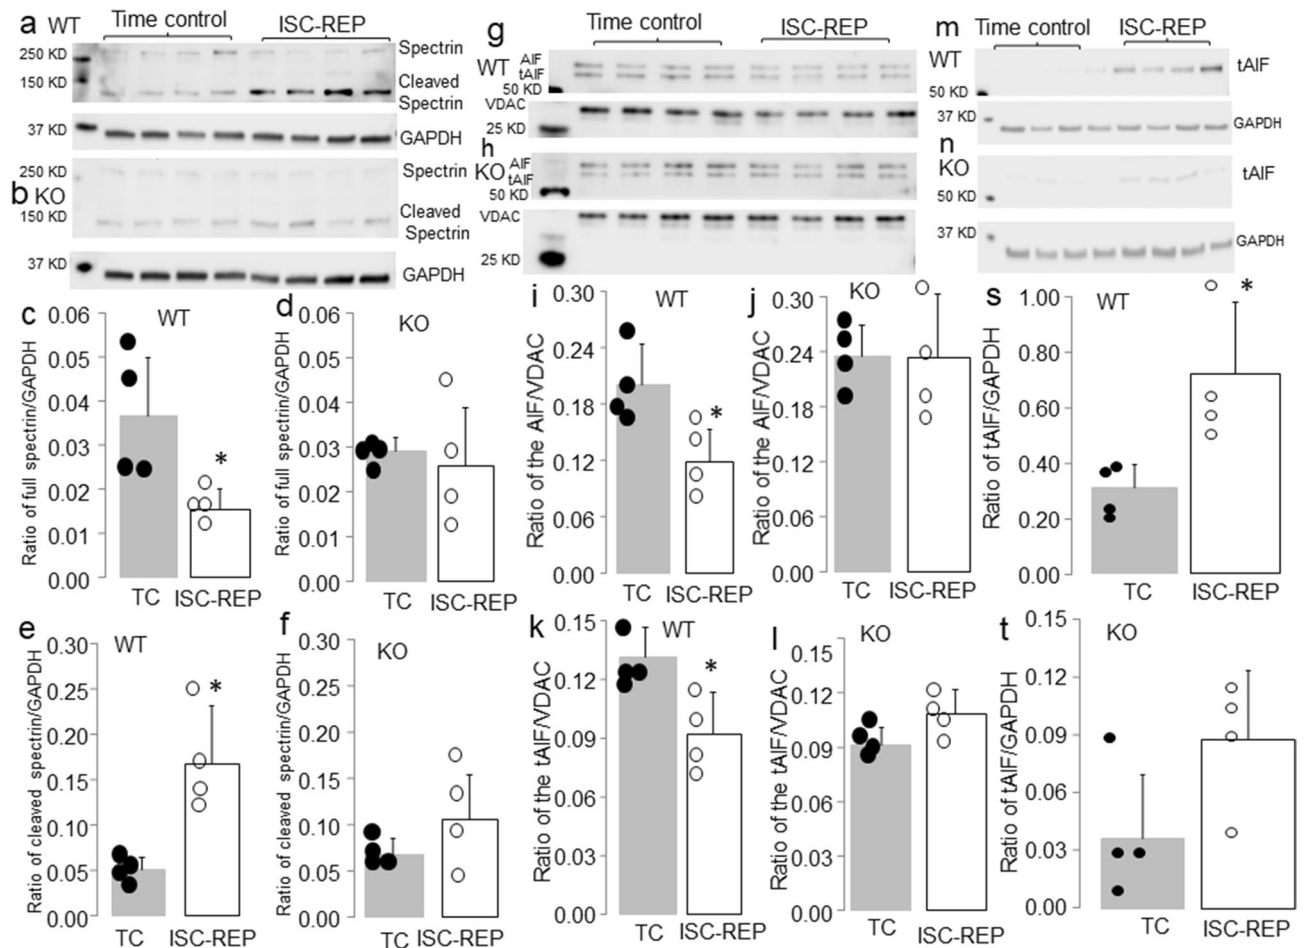 a WT
Time control
ISC-REP
250 KD
Spectrin
150 KD
Cleaved
Spectrin
37 KD
GAPDH
250 KD
Spectrin
b KO
150 KD
Cleaved
Spectrin
37 KD
GAPDH
g
Time control
ISC-REP
WT
AIF
tAIF
50 KD
VDAC
25 KD
h
KO
AIF
tAIF
50 KD
VDAC
25 KD
m
Time control
ISC-REP
WT
tAIF
50 KD
37 KD
GAPDH
n
KO
tAIF
50 KD
37 KD
GAPDH
c
WT
Ratio of full spectrin/GAPDH
0.06
0.05
0.04
0.03
0.02
0.01
0.00
*
TC
ISC-REP
d
KO
Ratio of full spectrin/GAPDH
0.06
0.05
0.04
0.03
0.02
0.01
0.00
TC
ISC-REP
i
WT
Ratio of the AIF/VDAC
0.30
0.24
0.18
0.12
0.06
0.00
*
TC
ISC-REP
j
KO
Ratio of the AIF/VDAC
0.30
0.24
0.18
0.12
0.06
0.00
TC
ISC-REP
s
WT
Ratio of tAIF/GAPDH
1.00
0.80
0.60
0.40
0.20
0.00
*
TC
ISC-REP
e
WT
Ratio of cleaved spectrin/GAPDH
0.30
0.25
0.20
0.15
0.10
0.05
0.00
*
TC
ISC-REP
f
KO
Ratio of cleaved spectrin/GAPDH
0.30
0.25
0.20
0.15
0.10
0.05
0.00
TC
ISC-REP
k
WT
Ratio of the tAIF/VDAC
0.15
0.12
0.09
0.06
0.03
0.00
*
TC
ISC-REP
l
KO
Ratio of the tAIF/VDAC
0.15
0.12
0.09
0.06
0.03
0.00
TC
ISC-REP
t
KO
Ratio of tAIF/GAPDH
0.15
0.12
0.09
0.06
0.03
0.00
TC
ISC-REP